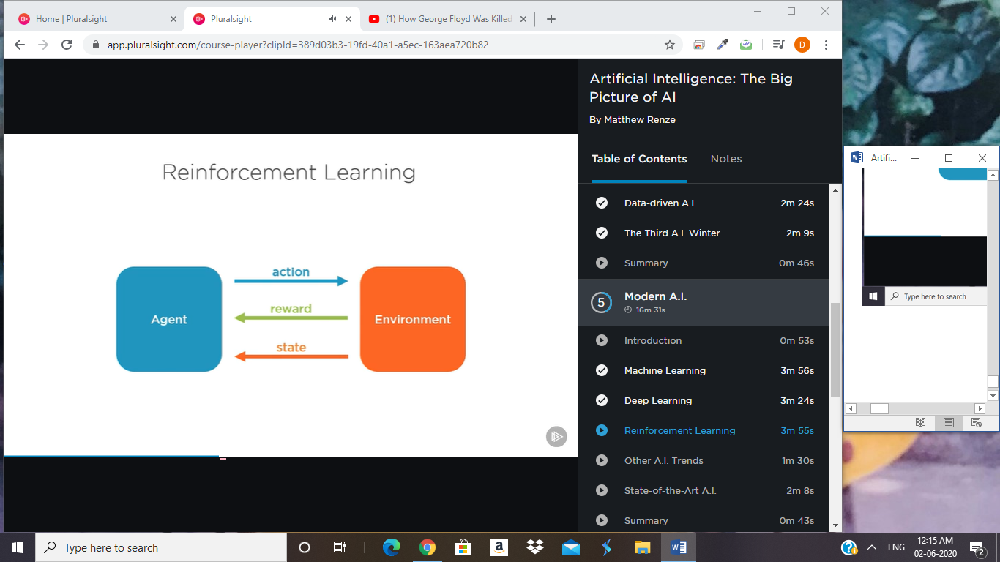 Home | Pluralsight
Pluralsight
(1) How George Floyd Was Killed
app.pluralsight.com/course-player?clipId=389d03b3-19fd-40a1-a5ec-163aea720b82
D
Reinforcement Learning
action
reward
state
Agent
Environment
Artificial Intelligence: The Big
Picture of AI
By Matthew Renze
Table of Contents
Notes
Data-driven A.I. 2m 24s
The Third A.I. Winter 2m 9s
Summary 0m 46s
5 Modern A.I.
16m 31s
Introduction 0m 53s
Machine Learning 3m 56s
Deep Learning 3m 24s
Reinforcement Learning 3m 55s
Other A.I. Trends 1m 30s
State-of-the-Art A.I. 2m 8s
Summary 0m 43s
W Artifi...
Type here to search
Type here to search
a
W
ENG
12:15 AM
02-06-2020
2